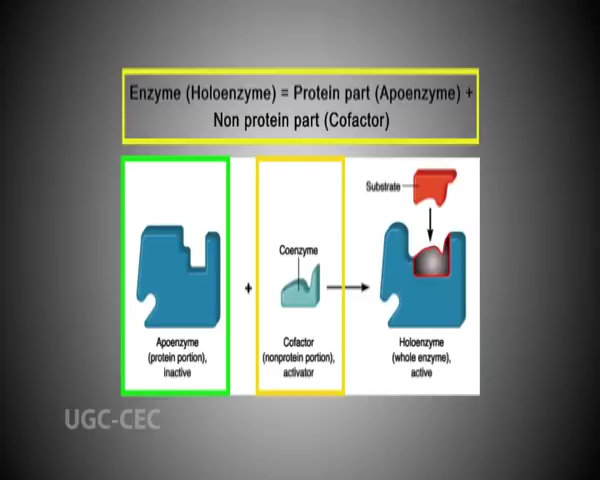 Enzyme (Holoenzyme) = Protein part (Apoenzyme) +
Non protein part (Cofactor)
Substrate
Coenzyme
+
Apoenzyme
(protein portion),
inactive
Cofactor
(nonprotein portion),
activator
Holoenzyme
(whole enzyme),
active
UGC-CEC